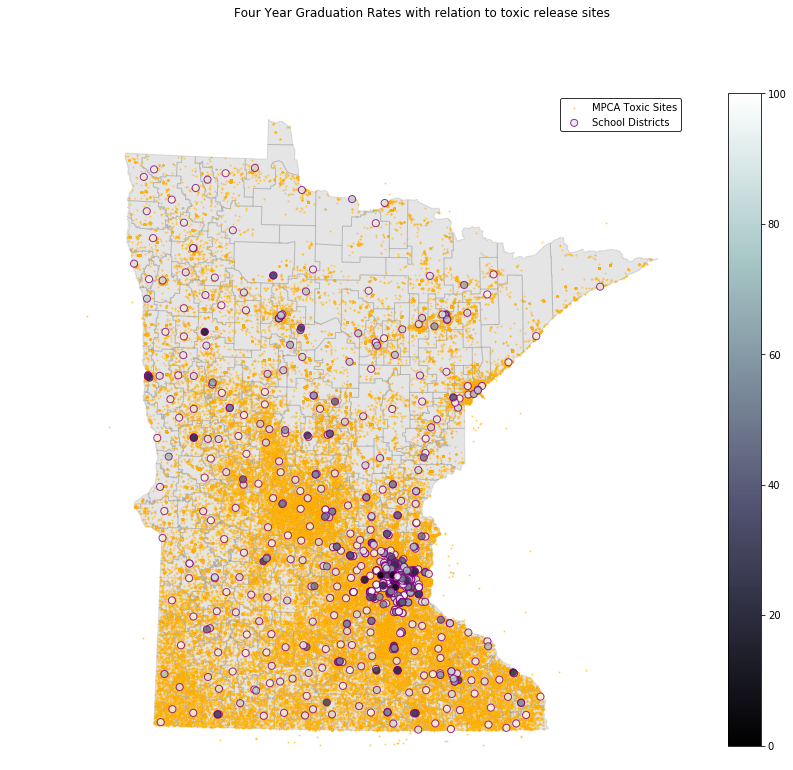 Four Year Graduation Rates with relation to toxic release sites
MPCA Toxic Sites
School Districts
100
80
60
40
20
0